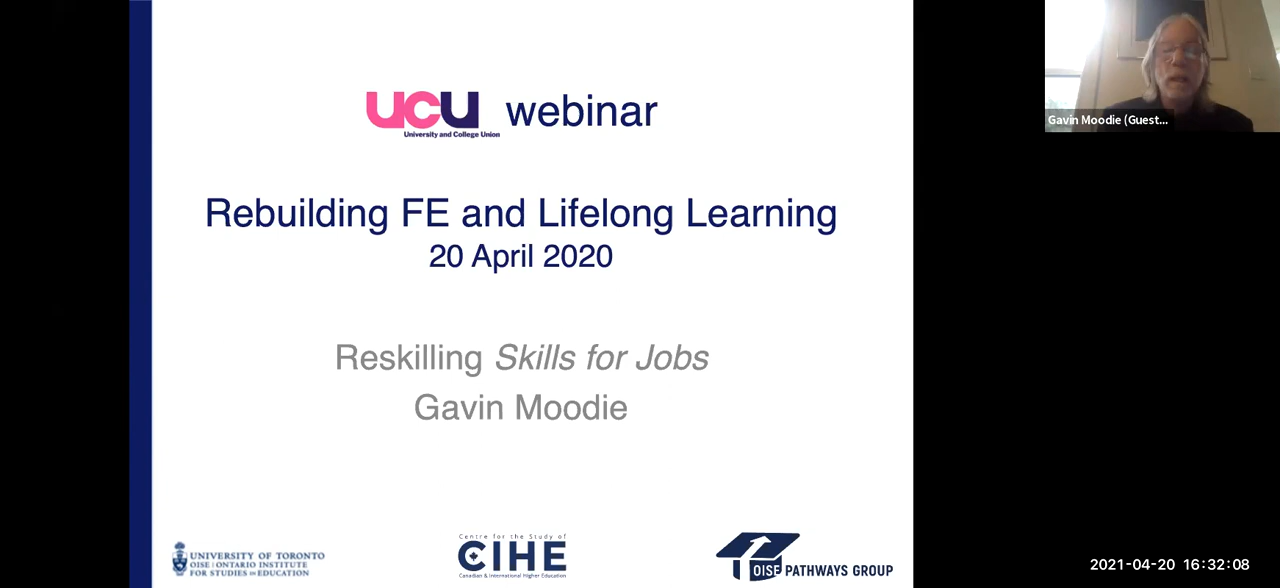 UCU webinar
University and College Union
Rebuilding FE and Lifelong Learning
20 April 2020
Reskilling Skills for Jobs
Gavin Moodie
UNIVERSITY OF TORONTO
OISE | ONTARIO INSTITUTE
FOR STUDIES IN EDUCATION
Centre for the Study of
CIHE
Canadian & International Higher Education
OISE PATHWAYS GROUP
Gavin Moodie (Guest...
2021-04-20 16:32:08